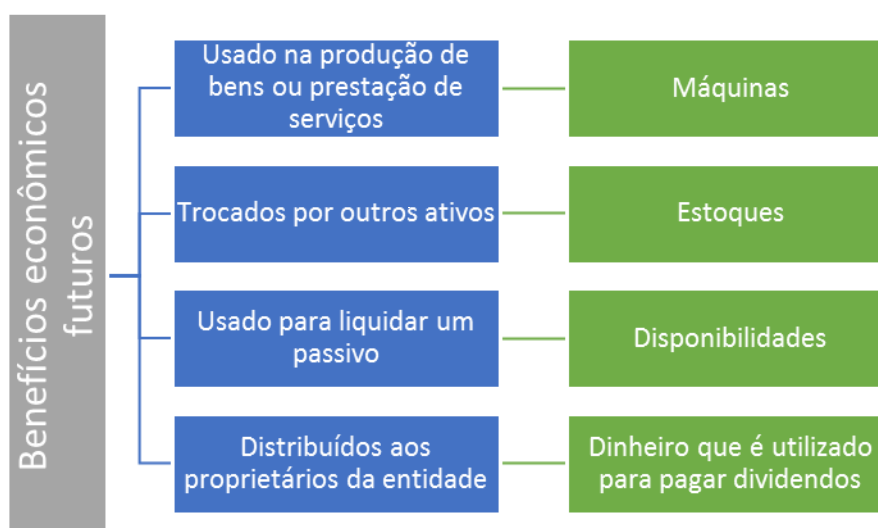 Benefícios econômicos
futuros
Usado na produção de
bens ou prestação de
serviços
Máquinas
Trocados por outros ativos
Estoques
Usado para liquidar um
passivo
Disponibilidades
Distribuídos aos
proprietários da entidade
Dinheiro que é utilizado
para pagar dividendos